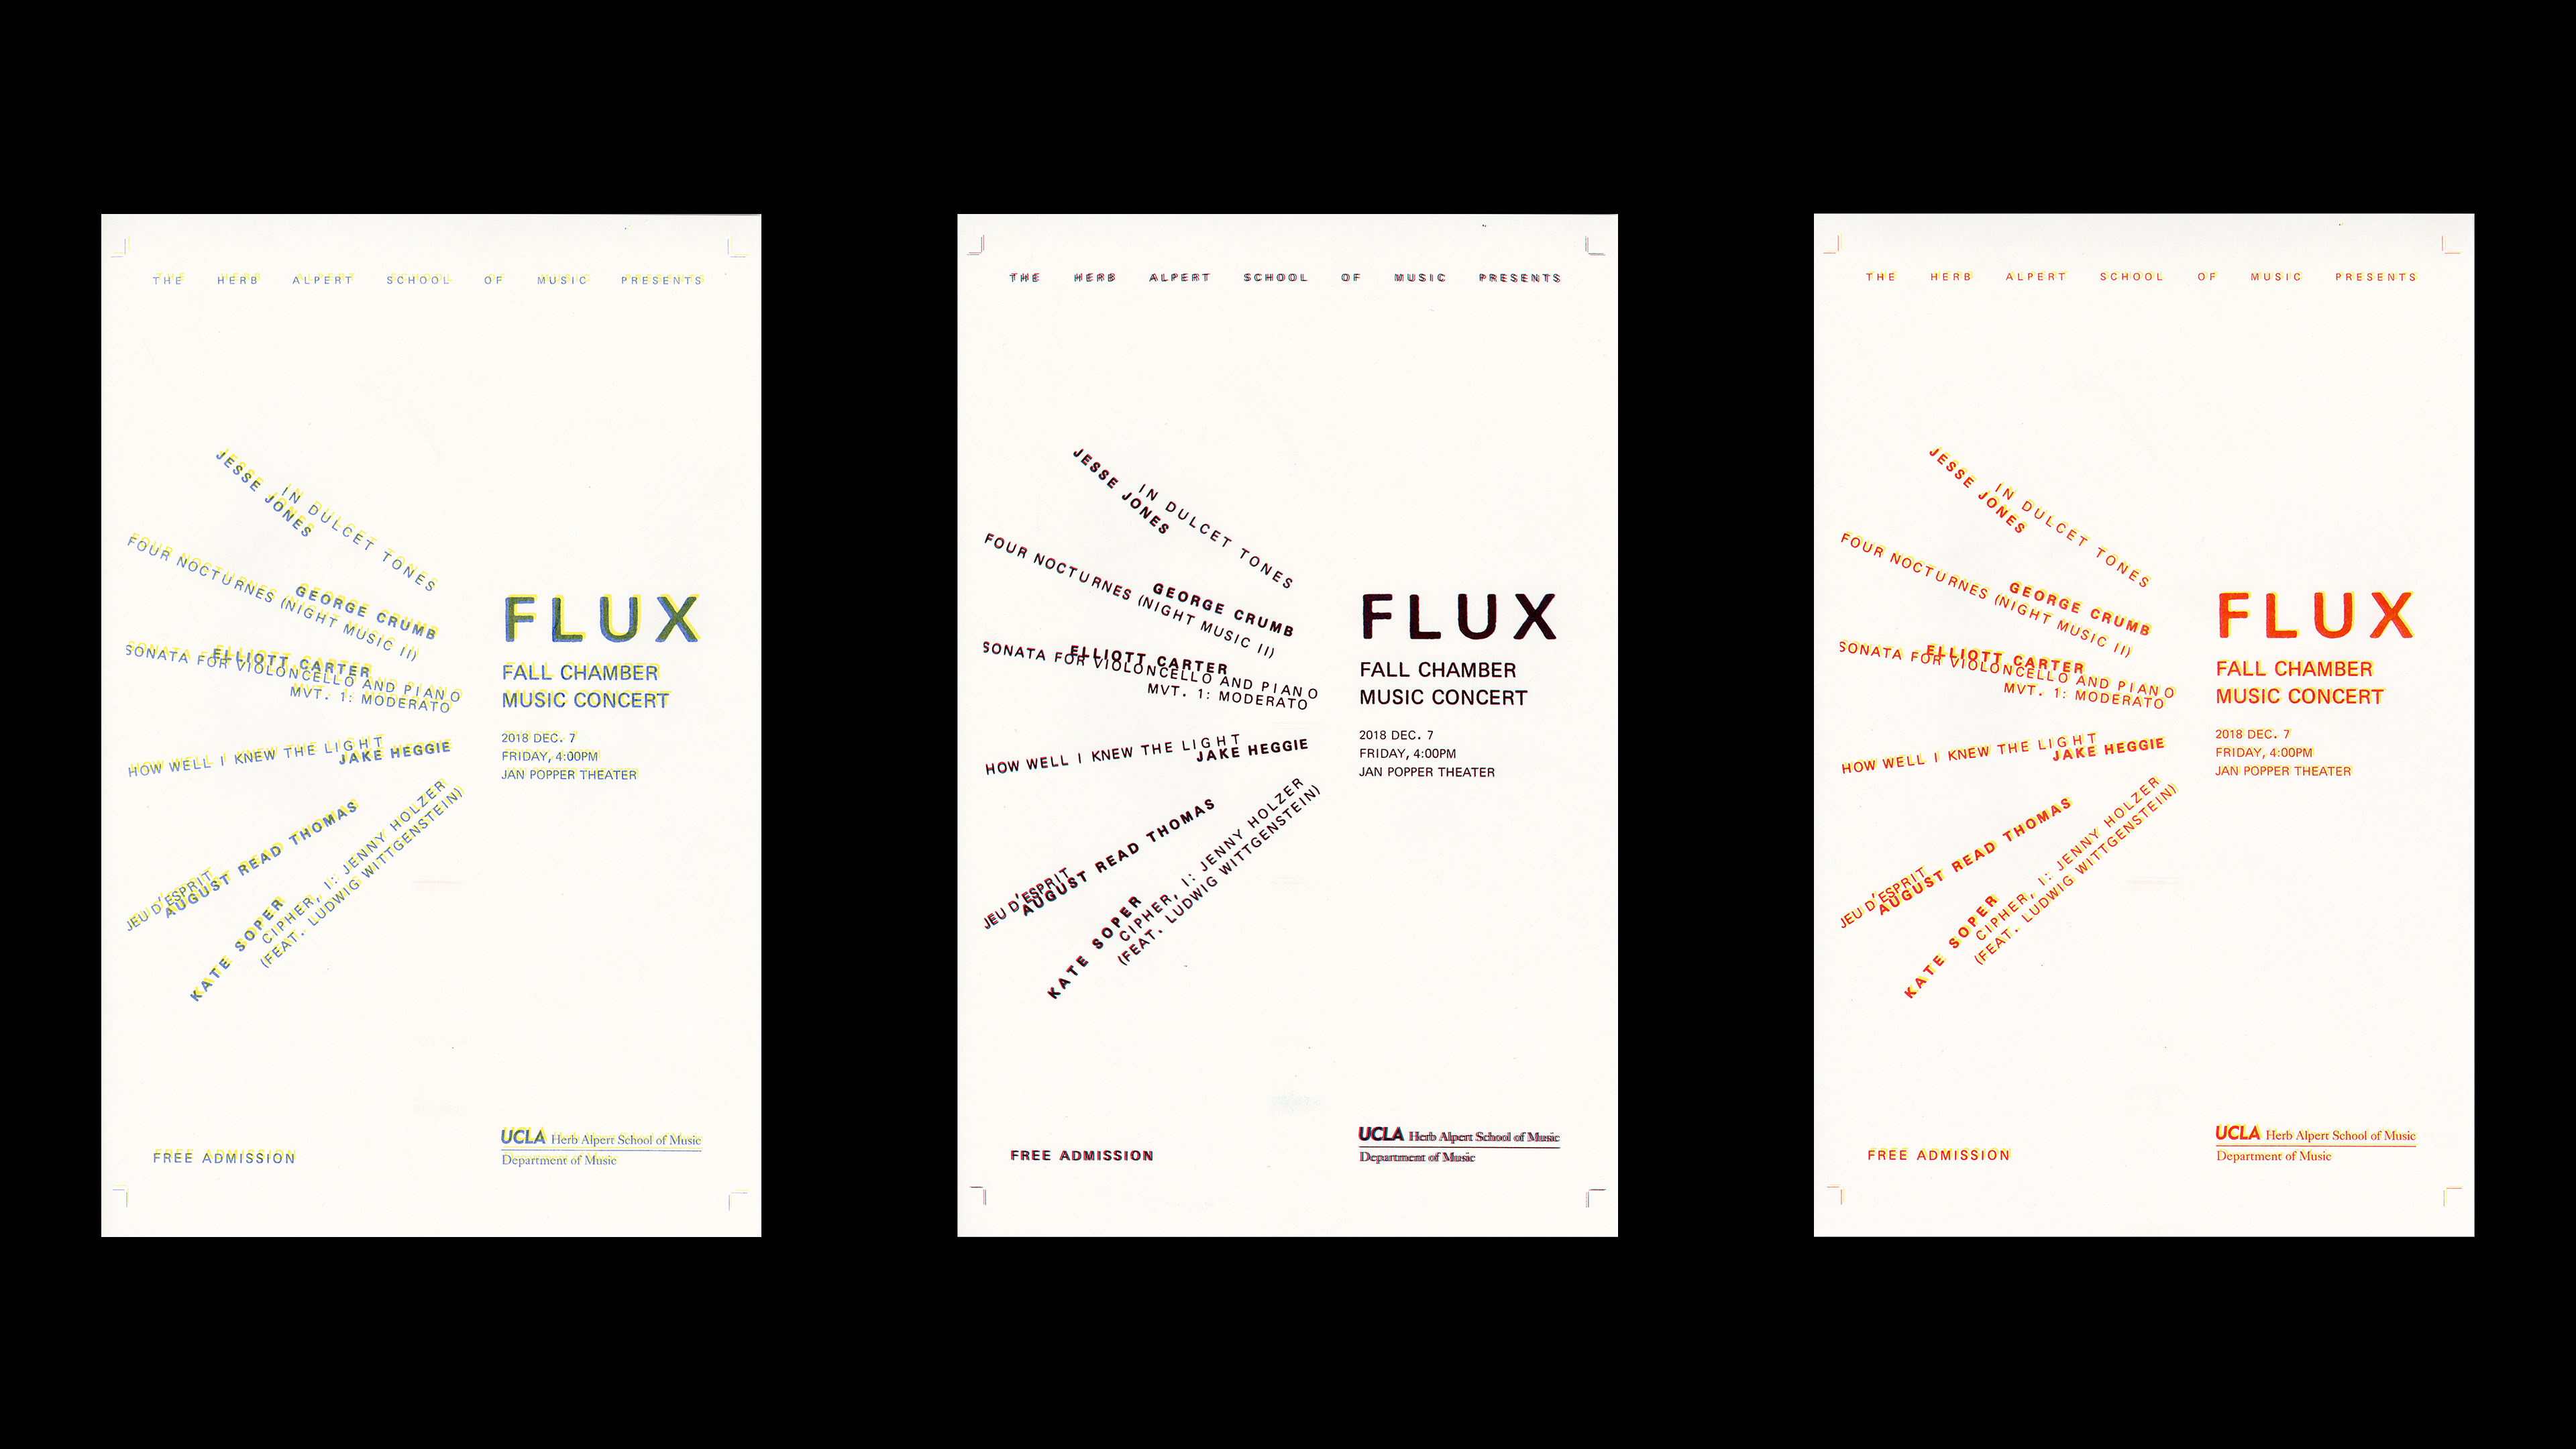 THE HERB ALPERT SCHOOL OF MUSIC PRESENTS
JESSE JONES
IN DULCET TONES
GEORGE CRUMB
FOUR NOCTURNES (NIGHT MUSIC II)
ELLIOTT CARTER
SONATA FOR VIOLONCELLO AND PIANO
MVT. 1: MODERATO
HOW WELL I KNEW THE LIGHT
JAKE HEGGIE
JEU D'ESPRIT
AUGUST READ THOMAS
KATE SOPER
CIPHER, I: JENNY HOLZER
(FEAT. LUDWIG WITTGENSTEIN)
FLUX
FALL CHAMBER
MUSIC CONCERT
2018 DEC. 7
FRIDAY, 4:00PM
JAN POPPER THEATER
FREE ADMISSION
UCLA Herb Alpert School of Music
Department of Music
THE HERB ALPERT SCHOOL OF MUSIC PRESENTS
JESSE JONES
IN DULCET TONES
GEORGE CRUMB
FOUR NOCTURNES (NIGHT MUSIC II)
ELLIOTT CARTER
SONATA FOR VIOLONCELLO AND PIANO
MVT. 1: MODERATO
HOW WELL I KNEW THE LIGHT
JAKE HEGGIE
JEU D'ESPRIT
AUGUST READ THOMAS
KATE SOPER
CIPHER, I: JENNY HOLZER
(FEAT. LUDWIG WITTGENSTEIN)
FLUX
FALL CHAMBER
MUSIC CONCERT
2018 DEC. 7
FRIDAY, 4:00PM
JAN POPPER THEATER
FREE ADMISSION
UCLA Herb Alpert School of Music
Department of Music
THE HERB ALPERT SCHOOL OF MUSIC PRESENTS
JESSE JONES
IN DULCET TONES
GEORGE CRUMB
FOUR NOCTURNES (NIGHT MUSIC II)
ELLIOTT CARTER
SONATA FOR VIOLONCELLO AND PIANO
MVT. 1: MODERATO
HOW WELL I KNEW THE LIGHT
JAKE HEGGIE
JEU D'ESPRIT
AUGUST READ THOMAS
KATE SOPER
CIPHER, I: JENNY HOLZER
(FEAT. LUDWIG WITTGENSTEIN)
FLUX
FALL CHAMBER
MUSIC CONCERT
2018 DEC. 7
FRIDAY, 4:00PM
JAN POPPER THEATER
FREE ADMISSION
UCLA Herb Alpert School of Music
Department of Music